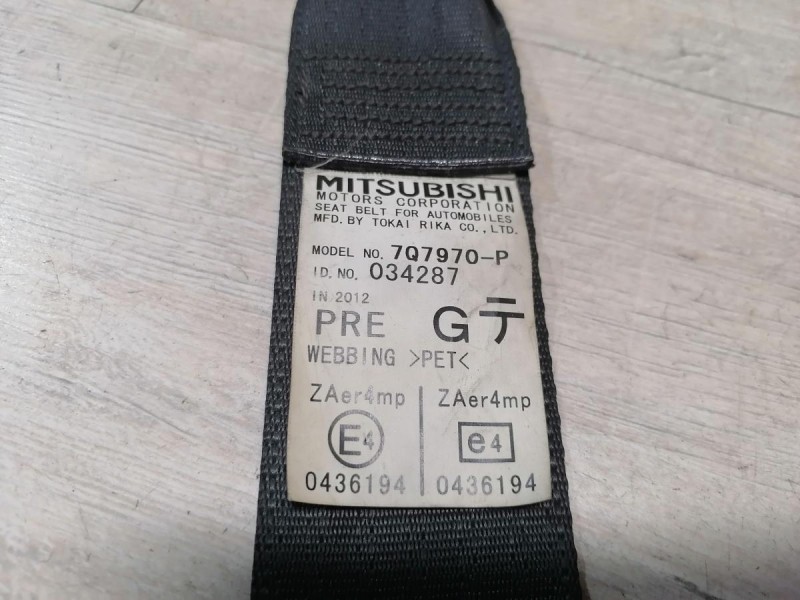 MITSUBISHI
MOTORS CORPORATION
SEAT BELT FOR AUTOMOBILES
MFD. BY TOKAI RIKA CO., LTD.
MODEL NO. 7Q7970-P
ID. NO. 034287
IN 2012
PRE G テ
WEBBING >PET<
ZAer4mp ZAer4mp
E4 e4
0436194 0436194